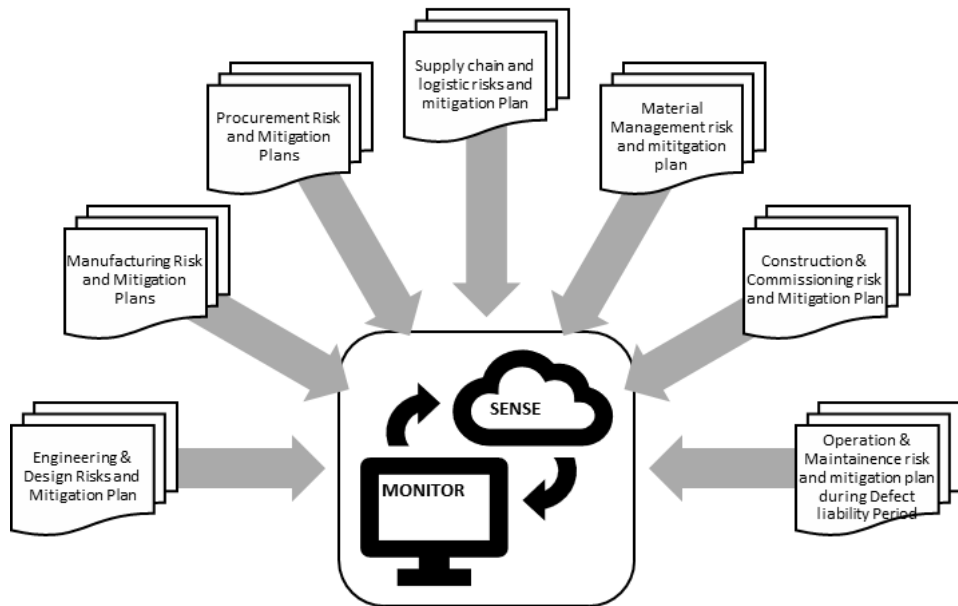 Supply chain and
logistic risks and
mitigation Plan
Procurement Risk
and Mitigation
Plans
Material
Management risk
and mititgation
plan
Manufacturing Risk
and Mitigation
Plans
Construction &
Commissioning risk
and Mitigation Plan
Engineering &
Design Risks and
Mitigation Plan
SENSE
MONITOR
Operation &
Maintainence risk
and mitigation plan
during Defect
liability Period